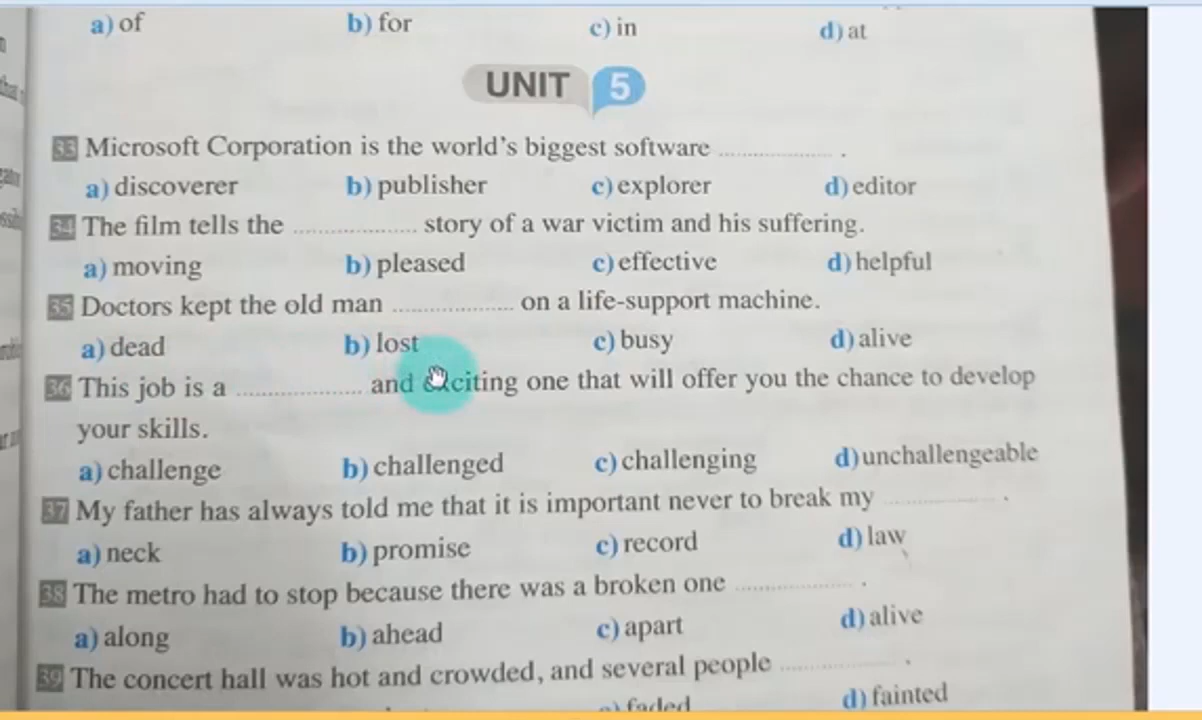 a) of b) for c) in d) at
UNIT 5
33 Microsoft Corporation is the world's biggest software .................. .
a) discoverer b) publisher c) explorer d) editor
34 The film tells the .................. story of a war victim and his suffering.
a) moving b) pleased c) effective d) helpful
35 Doctors kept the old man .................. on a life-support machine.
a) dead b) lost c) busy d) alive
36 This job is a .................. and exciting one that will offer you the chance to develop
your skills.
a) challenge b) challenged c) challenging d) unchallengeable
37 My father has always told me that it is important never to break my .................. .
a) neck b) promise c) record d) law
38 The metro had to stop because there was a broken one .................. .
a) along b) ahead c) apart d) alive
39 The concert hall was hot and crowded, and several people .................. .
c) faded d) fainted